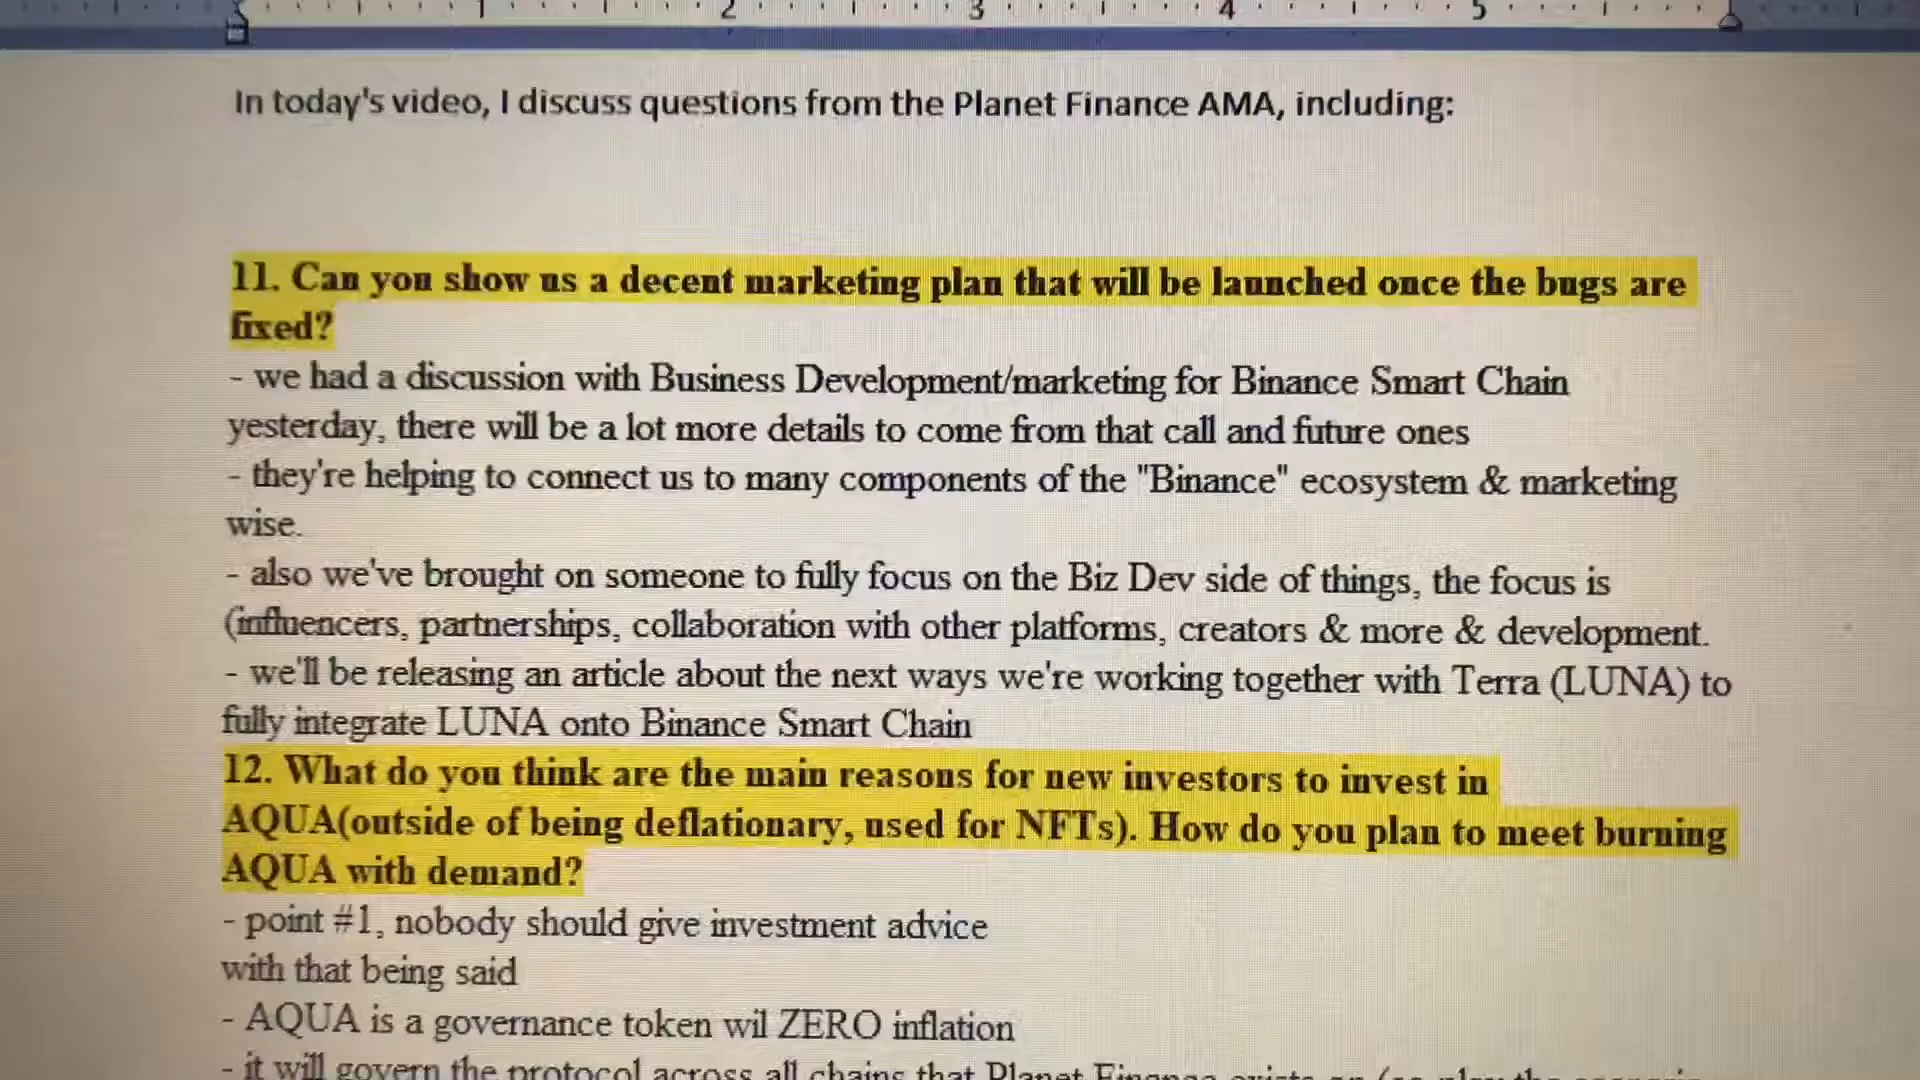 2 3 4 5
In today's video, I discuss questions from the Planet Finance AMA, including:
11. Can you show us a decent marketing plan that will be launched once the bugs are
fixed?
- we had a discussion with Business Development/marketing for Binance Smart Chain
yesterday, there will be a lot more details to come from that call and future ones
- they're helping to connect us to many components of the "Binance" ecosystem & marketing
wise.
- also we've brought on someone to fully focus on the Biz Dev side of things, the focus is
(influencers, partnerships, collaboration with other platforms, creators & more & development.
- we'll be releasing an article about the next ways we're working together with Terra (LUNA) to
fully integrate LUNA onto Binance Smart Chain
12. What do you think are the main reasons for new investors to invest in
AQUA(outside of being deflationary, used for NFTs). How do you plan to meet burning
AQUA with demand?
- point #1, nobody should give investment advice
with that being said
- AQUA is a governance token wil ZERO inflation
- it will govern the protocol across all chains that Planet Finance exists on